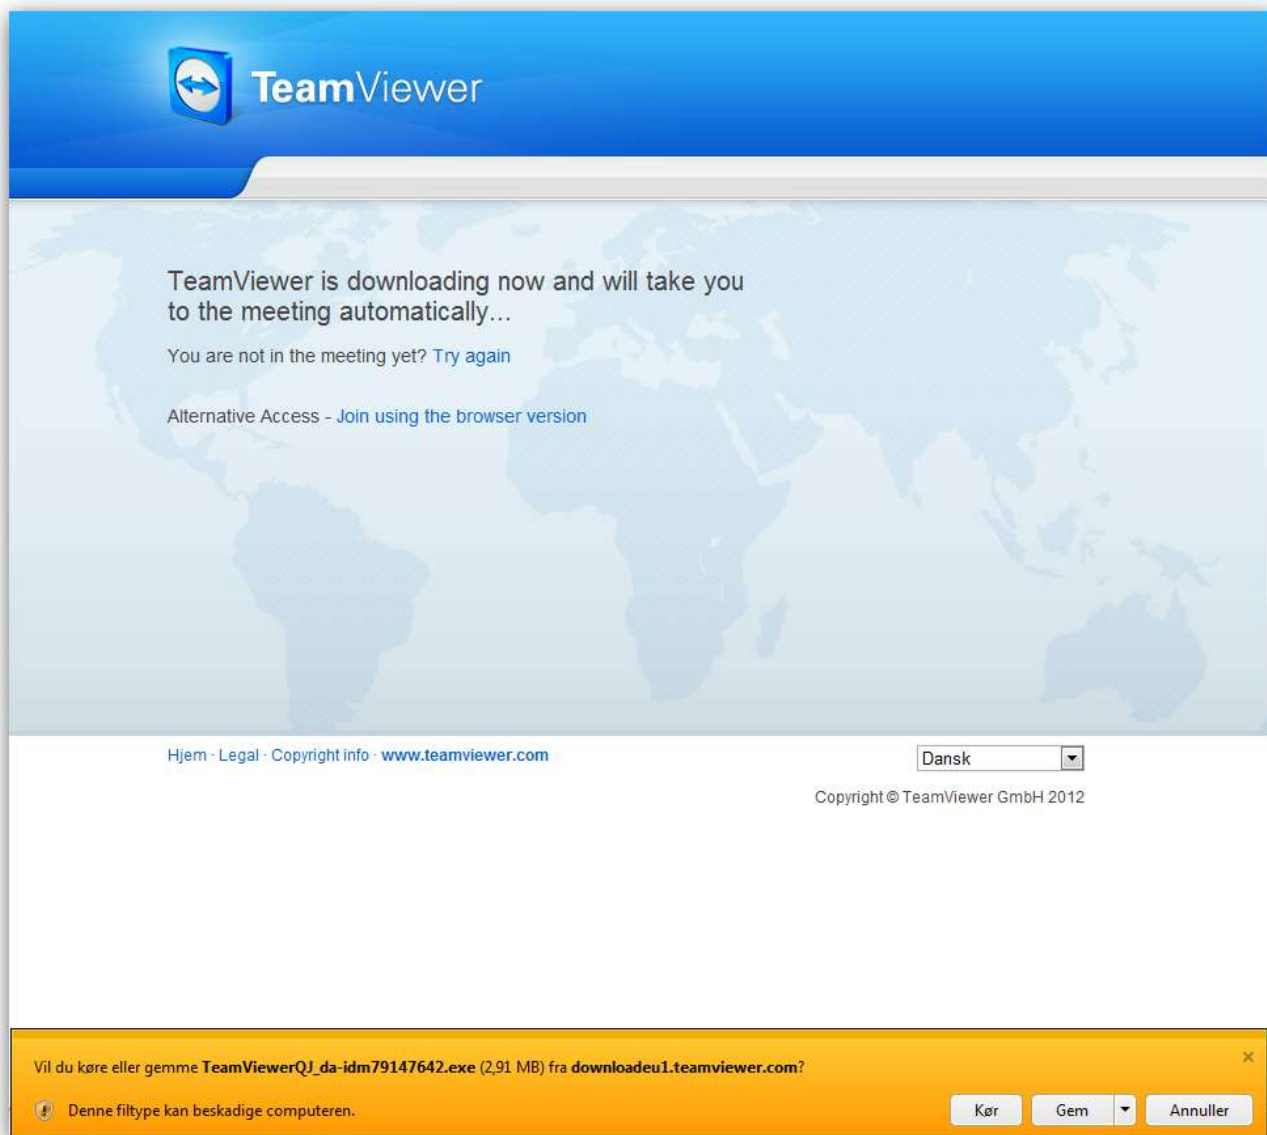 TeamViewer
TeamViewer is downloading now and will take you
to the meeting automatically...
You are not in the meeting yet? Try again
Alternative Access - Join using the browser version
Hjem · Legal · Copyright info · www.teamviewer.com
Dansk
Copyright © TeamViewer GmbH 2012
Vil du køre eller gemme TeamViewerQJ_da-idm79147642.exe (2,91 MB) fra downloadeu1.teamviewer.com?
Denne filtype kan beskadige computeren.
Kør Gem Annuller